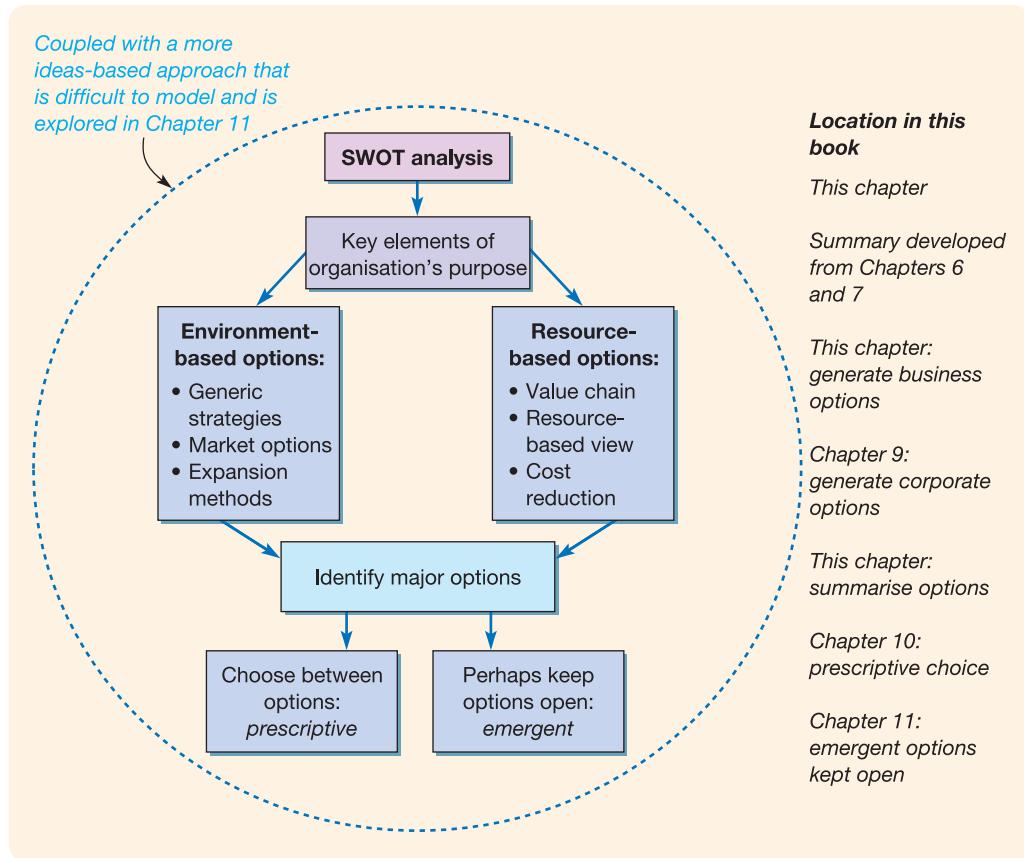 Coupled with a more
ideas-based approach that
is difficult to model and is
explored in Chapter 11
SWOT analysis
Key elements of
organisation's purpose
Environment-
based options:
• Generic
strategies
• Market options
• Expansion
methods
Resource-
based options:
• Value chain
• Resource-
based view
• Cost
reduction
Identify major options
Choose between
options:
prescriptive
Perhaps keep
options open:
emergent
Location in this
book
This chapter
Summary developed
from Chapters 6
and 7
This chapter:
generate business
options
Chapter 9:
generate corporate
options
This chapter:
summarise options
Chapter 10:
prescriptive choice
Chapter 11:
emergent options
kept open